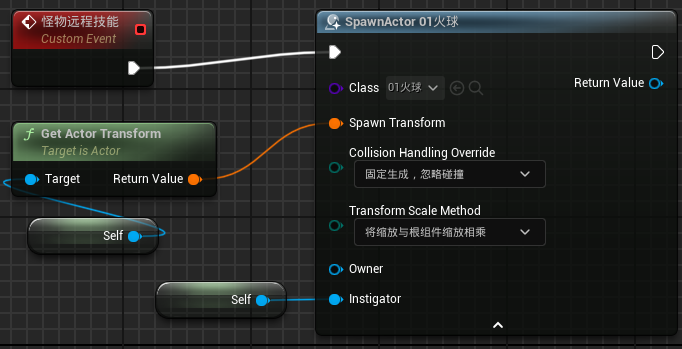 怪物远程技能
Custom Event
SpawnActor 01火球
Class
01火球
Return Value
Get Actor Transform
Target is Actor
Target
Return Value
Spawn Transform
Collision Handling Override
固定生成，忽略碰撞
Transform Scale Method
将缩放与根组件缩放相乘
Self
Owner
Self
Instigator